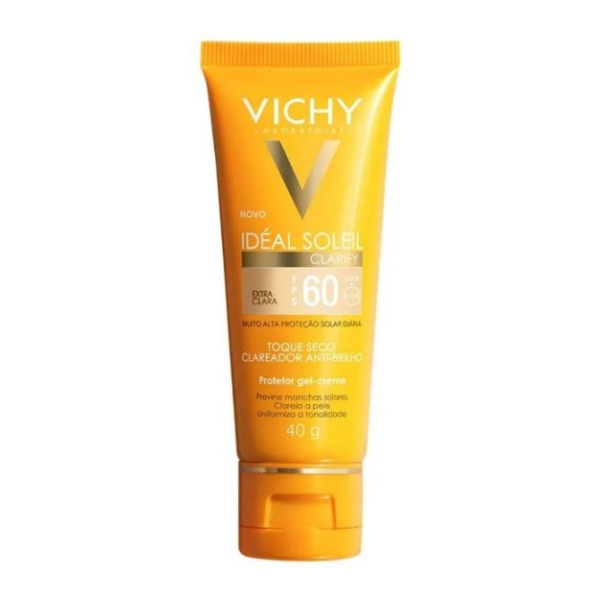 VICHY
LABORATOIRES
NOVO
IDÉAL SOLEIL
CLARIFY
EXTRA
CLARA
FPS
60
MUITO ALTA PROTEÇÃO SOLAR DIÁRIA
TOQUE SECO
CLAREADOR ANTI-BRILHO
Protetor gel-creme
Previne manchas solares
Clareia a pele
Uniformiza a tonalidade
40 g